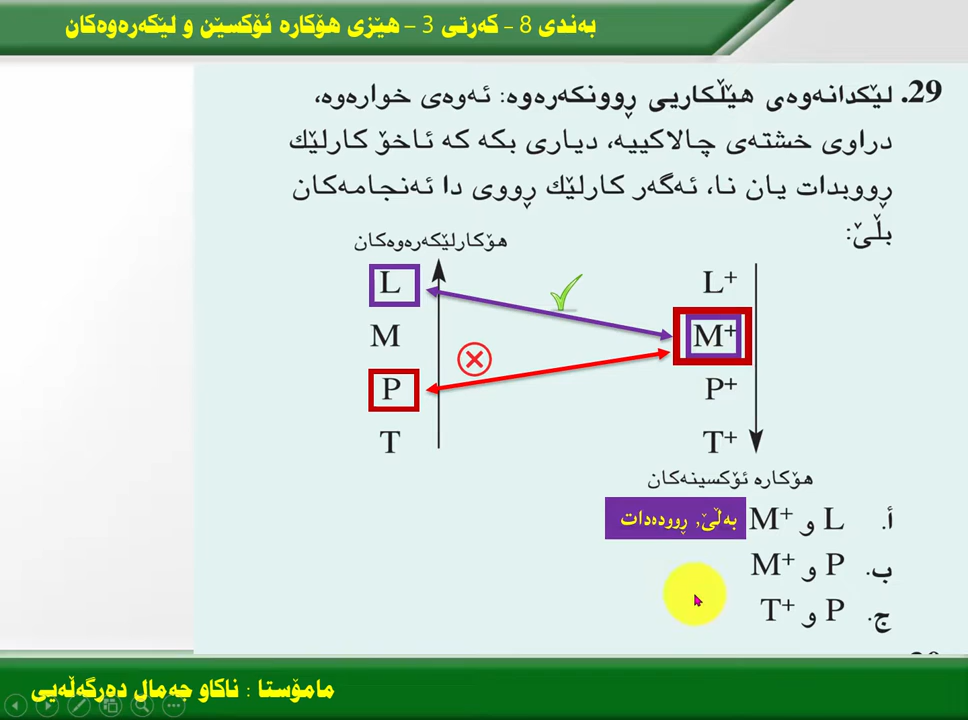 بەندی 8 - کەرتی 3 - هێزی هۆکارە ئۆکسێن و لێکەرەوەکان
29. لێکدانەوەی هێڵکاریی ڕوونکەرەوە: ئەوەی خوارەوە،
دراوی خشتەی چالاکییە، دیاری بکە کە ئاخۆ کارلێك
ڕووبدات یان نا، ئەگەر کارلێك ڕووی دا ئەنجامەکان
بڵێ:
هۆکارلێکەرەوەکان
L L+
M M+
P P+
T T+
هۆکارە ئۆکسینەکان
أ. L و M+ بەڵێ, ڕوودەدات
ب. P و M+
ج. P و T+
مامۆستا : ناکاو جەمال دەرگەڵەیی